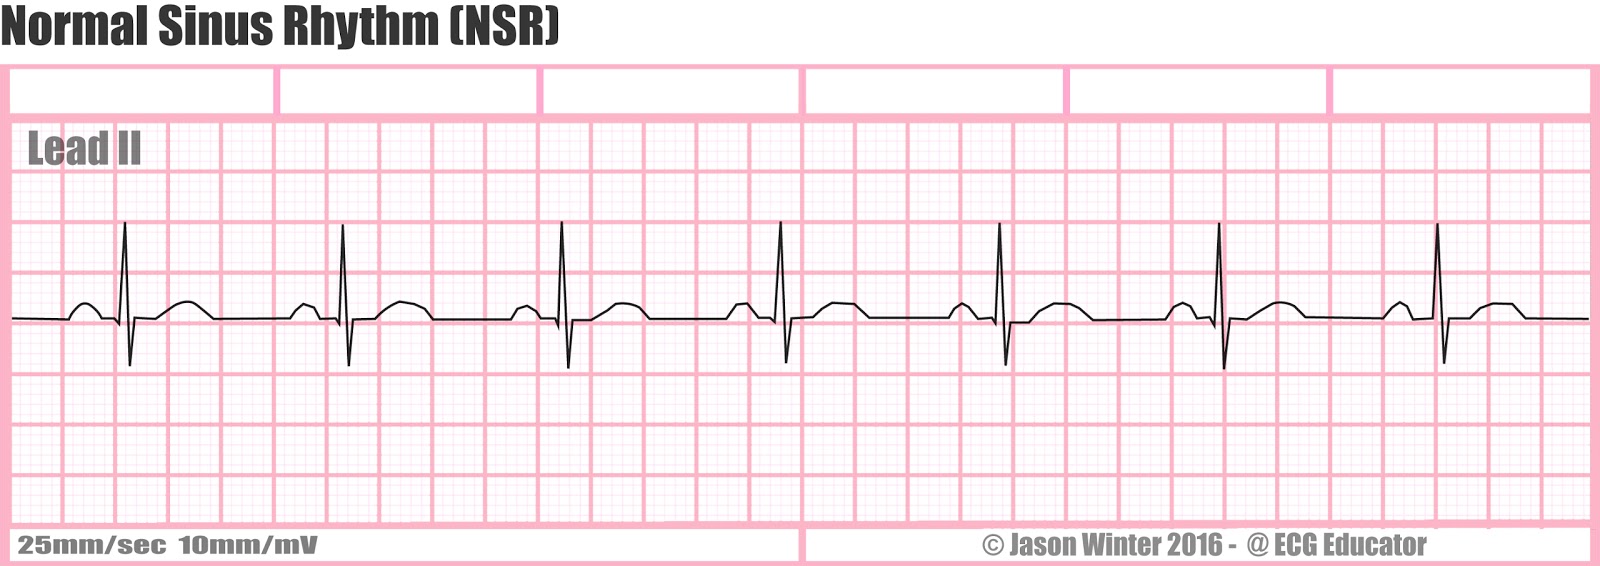 Normal Sinus Rhythm (NSR)
Lead II
25mm/sec 10mm/mV
© Jason Winter 2016 - @ ECG Educator